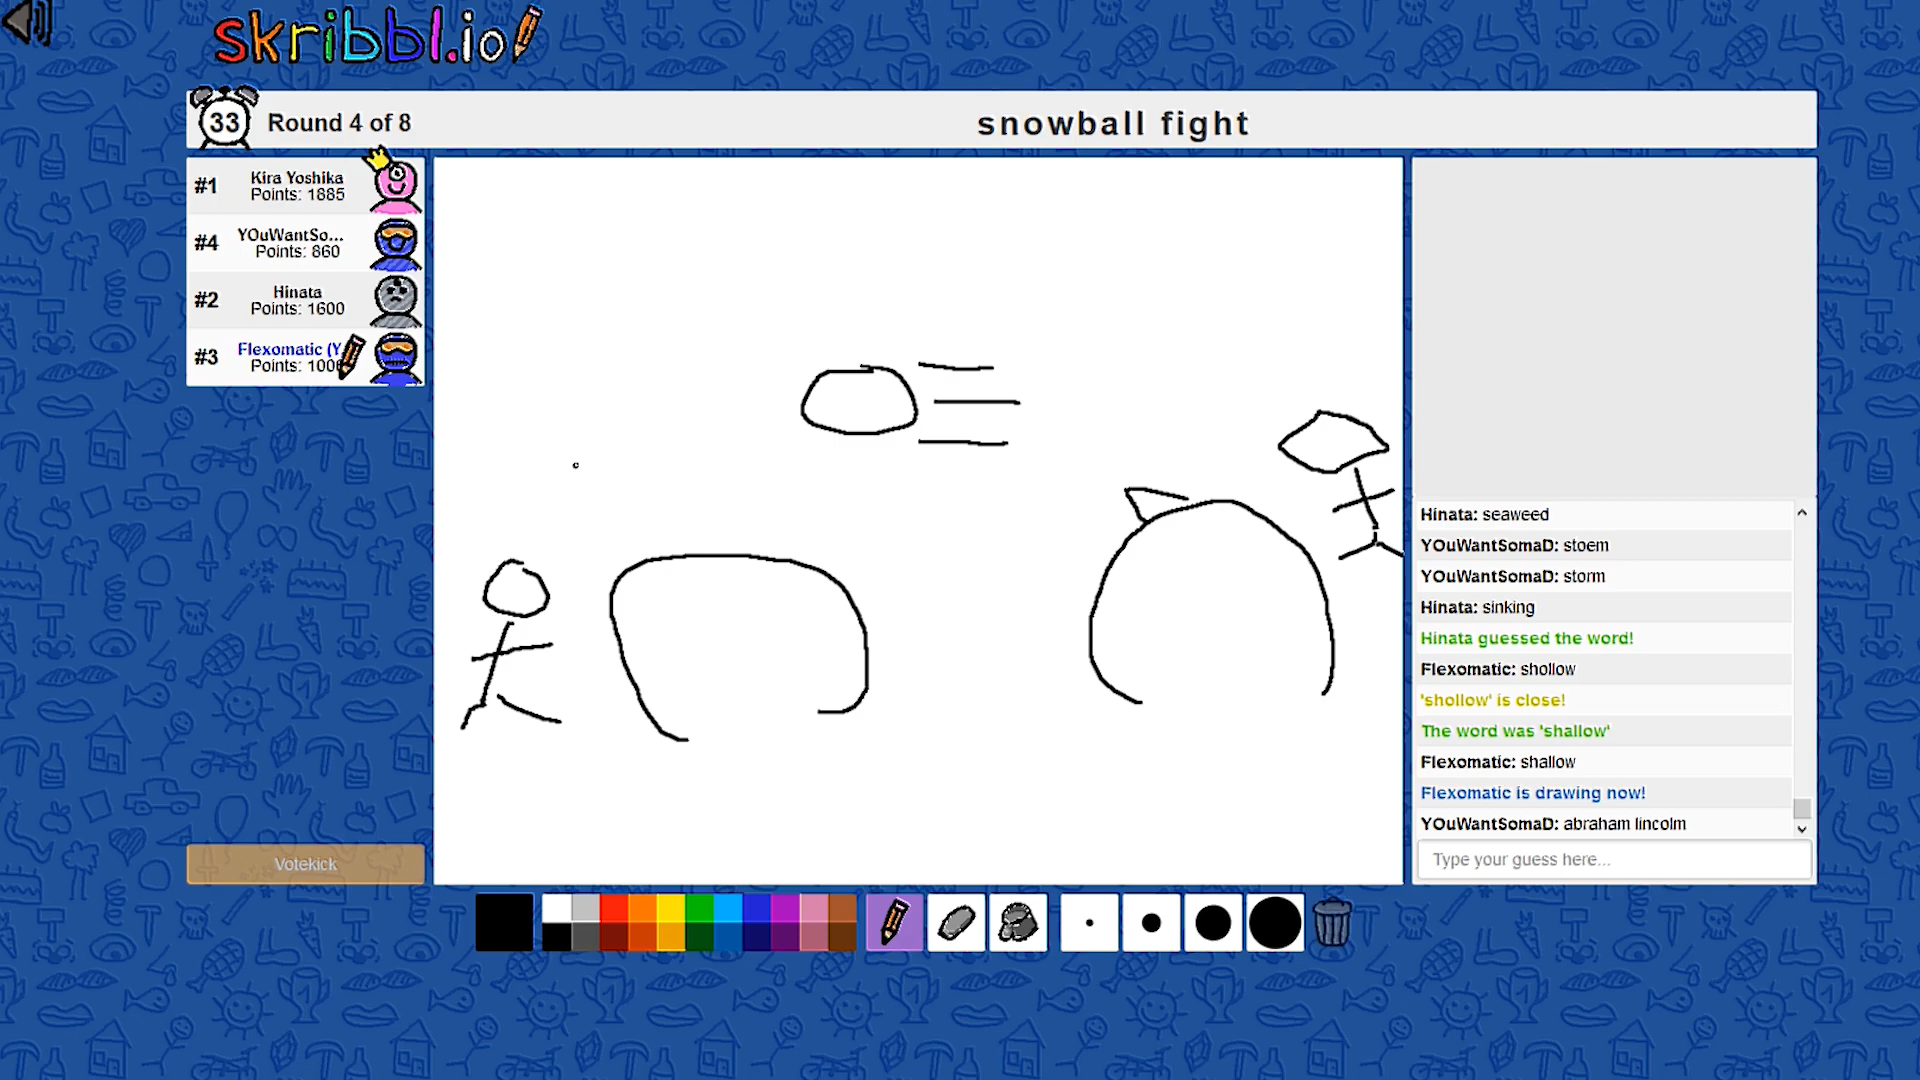 skribbl.io
33 Round 4 of 8
snowball fight
#1 Kira Yoshika
Points: 1885
#4 YOuWantSo...
Points: 860
#2 Hinata
Points: 1600
#3 Flexomatic (Y
Points: 100
Votekick
Hinata: seaweed
YOuWantSomaD: stoem
YOuWantSomaD: storm
Hinata: sinking
Hinata guessed the word!
Flexomatic: shollow
'shollow' is close!
The word was 'shallow'
Flexomatic: shallow
Flexomatic is drawing now!
YOuWantSomaD: abraham lincolm
Type your guess here...